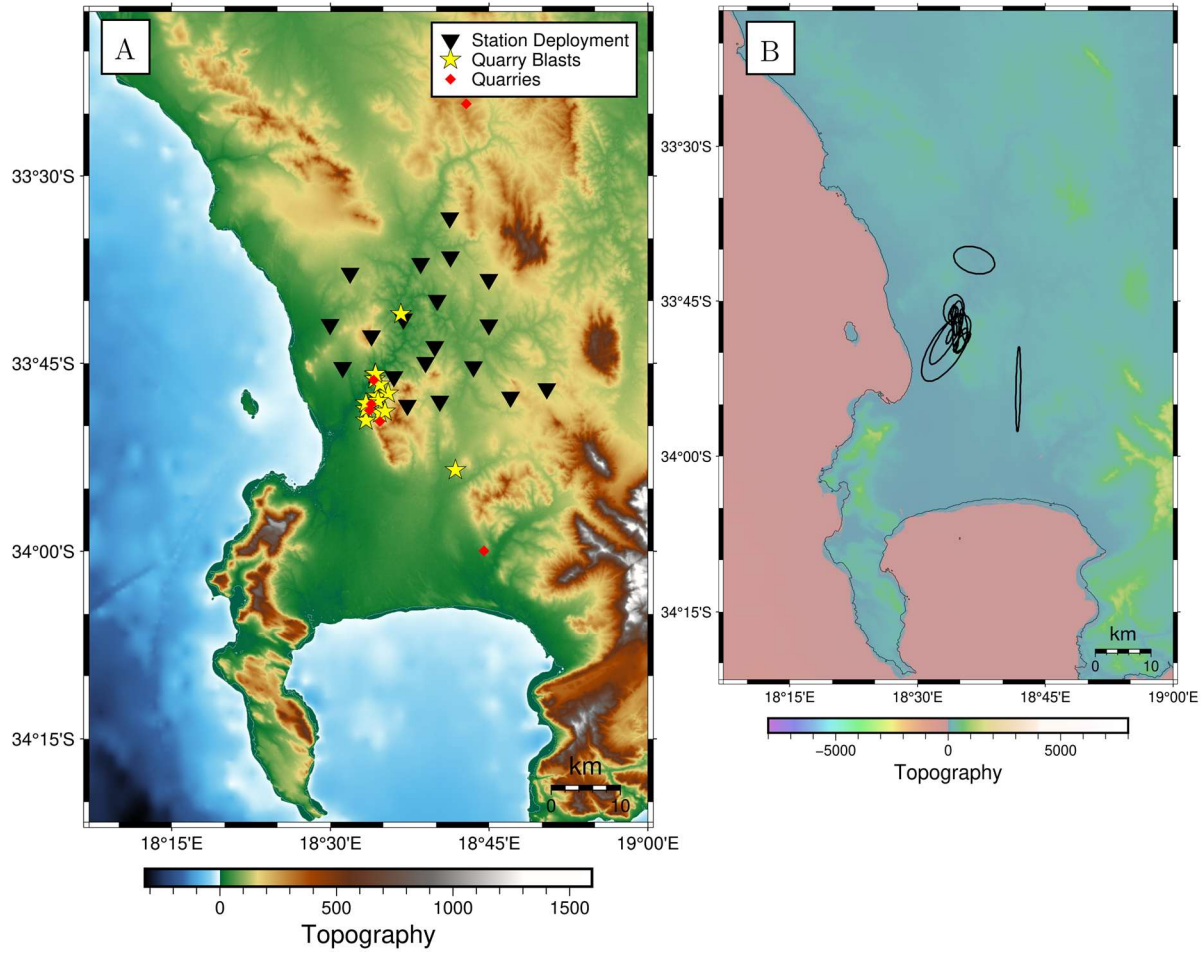 A
Station Deployment
Quarry Blasts
Quarries
33°30'S
33°45'S
34°00'S
34°15'S
km
0 10
18°15'E 18°30'E 18°45'E 19°00'E
0 500 1000 1500
Topography
B
33°30'S
33°45'S
34°00'S
34°15'S
km
0 10
18°15'E 18°30'E 18°45'E 19°00'E
−5000 0 5000
Topography